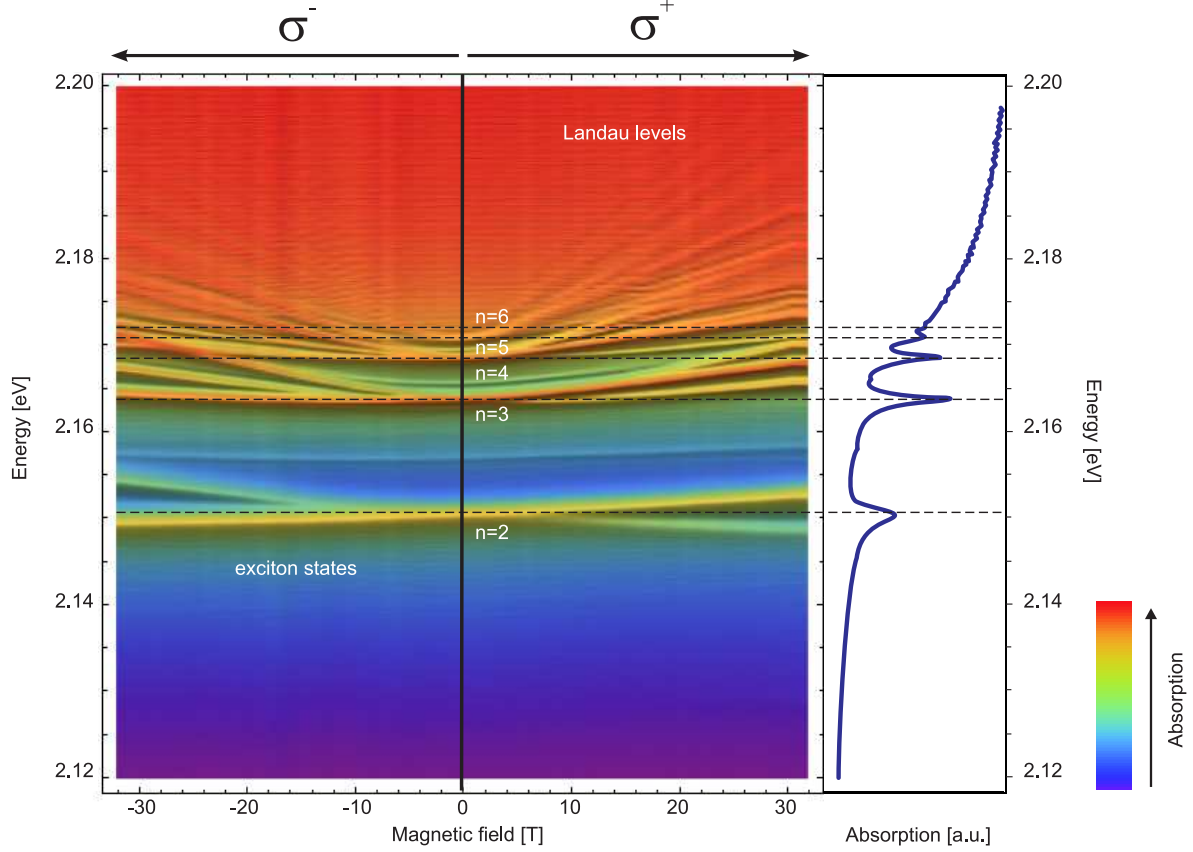 σ⁻
σ⁺
2.20
2.18
2.16
2.14
2.12
Energy [eV]
Landau levels
n=6
n=5
n=4
n=3
n=2
exciton states
-30
-20
-10
0
10
20
30
Magnetic field [T]
Absorption [a.u.]
2.20
2.18
2.16
2.14
2.12
Energy [eV]
Absorption